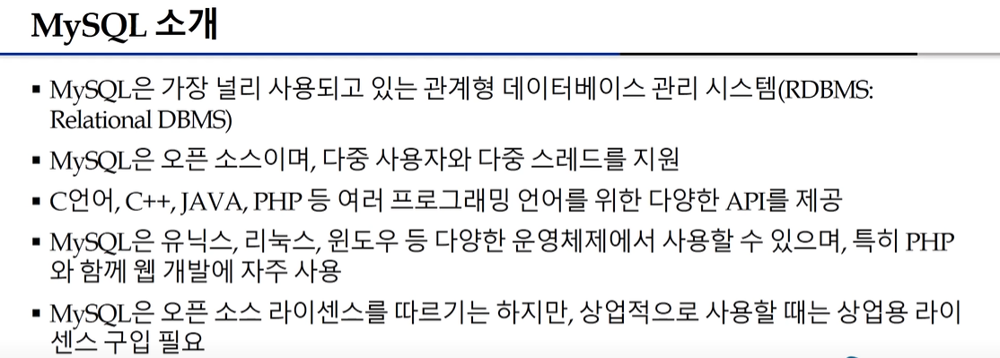 MySQL 소개
▪ MySQL은 가장 널리 사용되고 있는 관계형 데이터베이스 관리 시스템(RDBMS:
Relational DBMS)
▪ MySQL은 오픈 소스이며, 다중 사용자와 다중 스레드를 지원
▪ C언어, C++, JAVA, PHP 등 여러 프로그래밍 언어를 위한 다양한 API를 제공
▪ MySQL은 유닉스, 리눅스, 윈도우 등 다양한 운영체제에서 사용할 수 있으며, 특히 PHP
와 함께 웹 개발에 자주 사용
▪ MySQL은 오픈 소스 라이센스를 따르기는 하지만, 상업적으로 사용할 때는 상업용 라이
센스 구입 필요